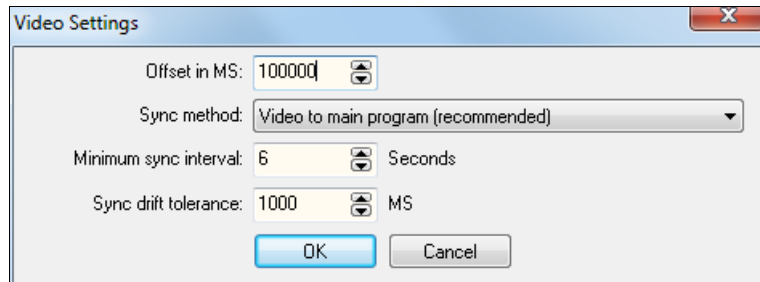 Video Settings
Offset in MS: 100000
Sync method: Video to main program (recommended)
Minimum sync interval: 6 Seconds
Sync drift tolerance: 1000 MS
OK Cancel